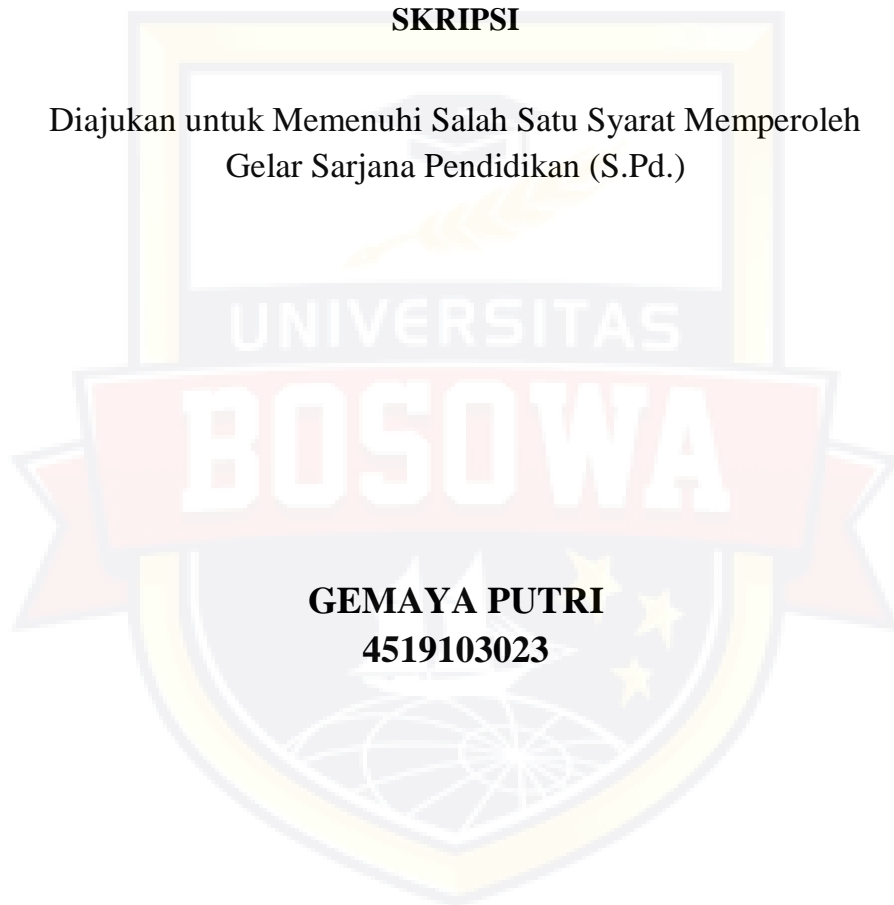 SKRIPSI
Diajukan untuk Memenuhi Salah Satu Syarat Memperoleh
Gelar Sarjana Pendidikan (S.Pd.)
UNIVERSITAS
BOSOWA
GEMAYA PUTRI
4519103023